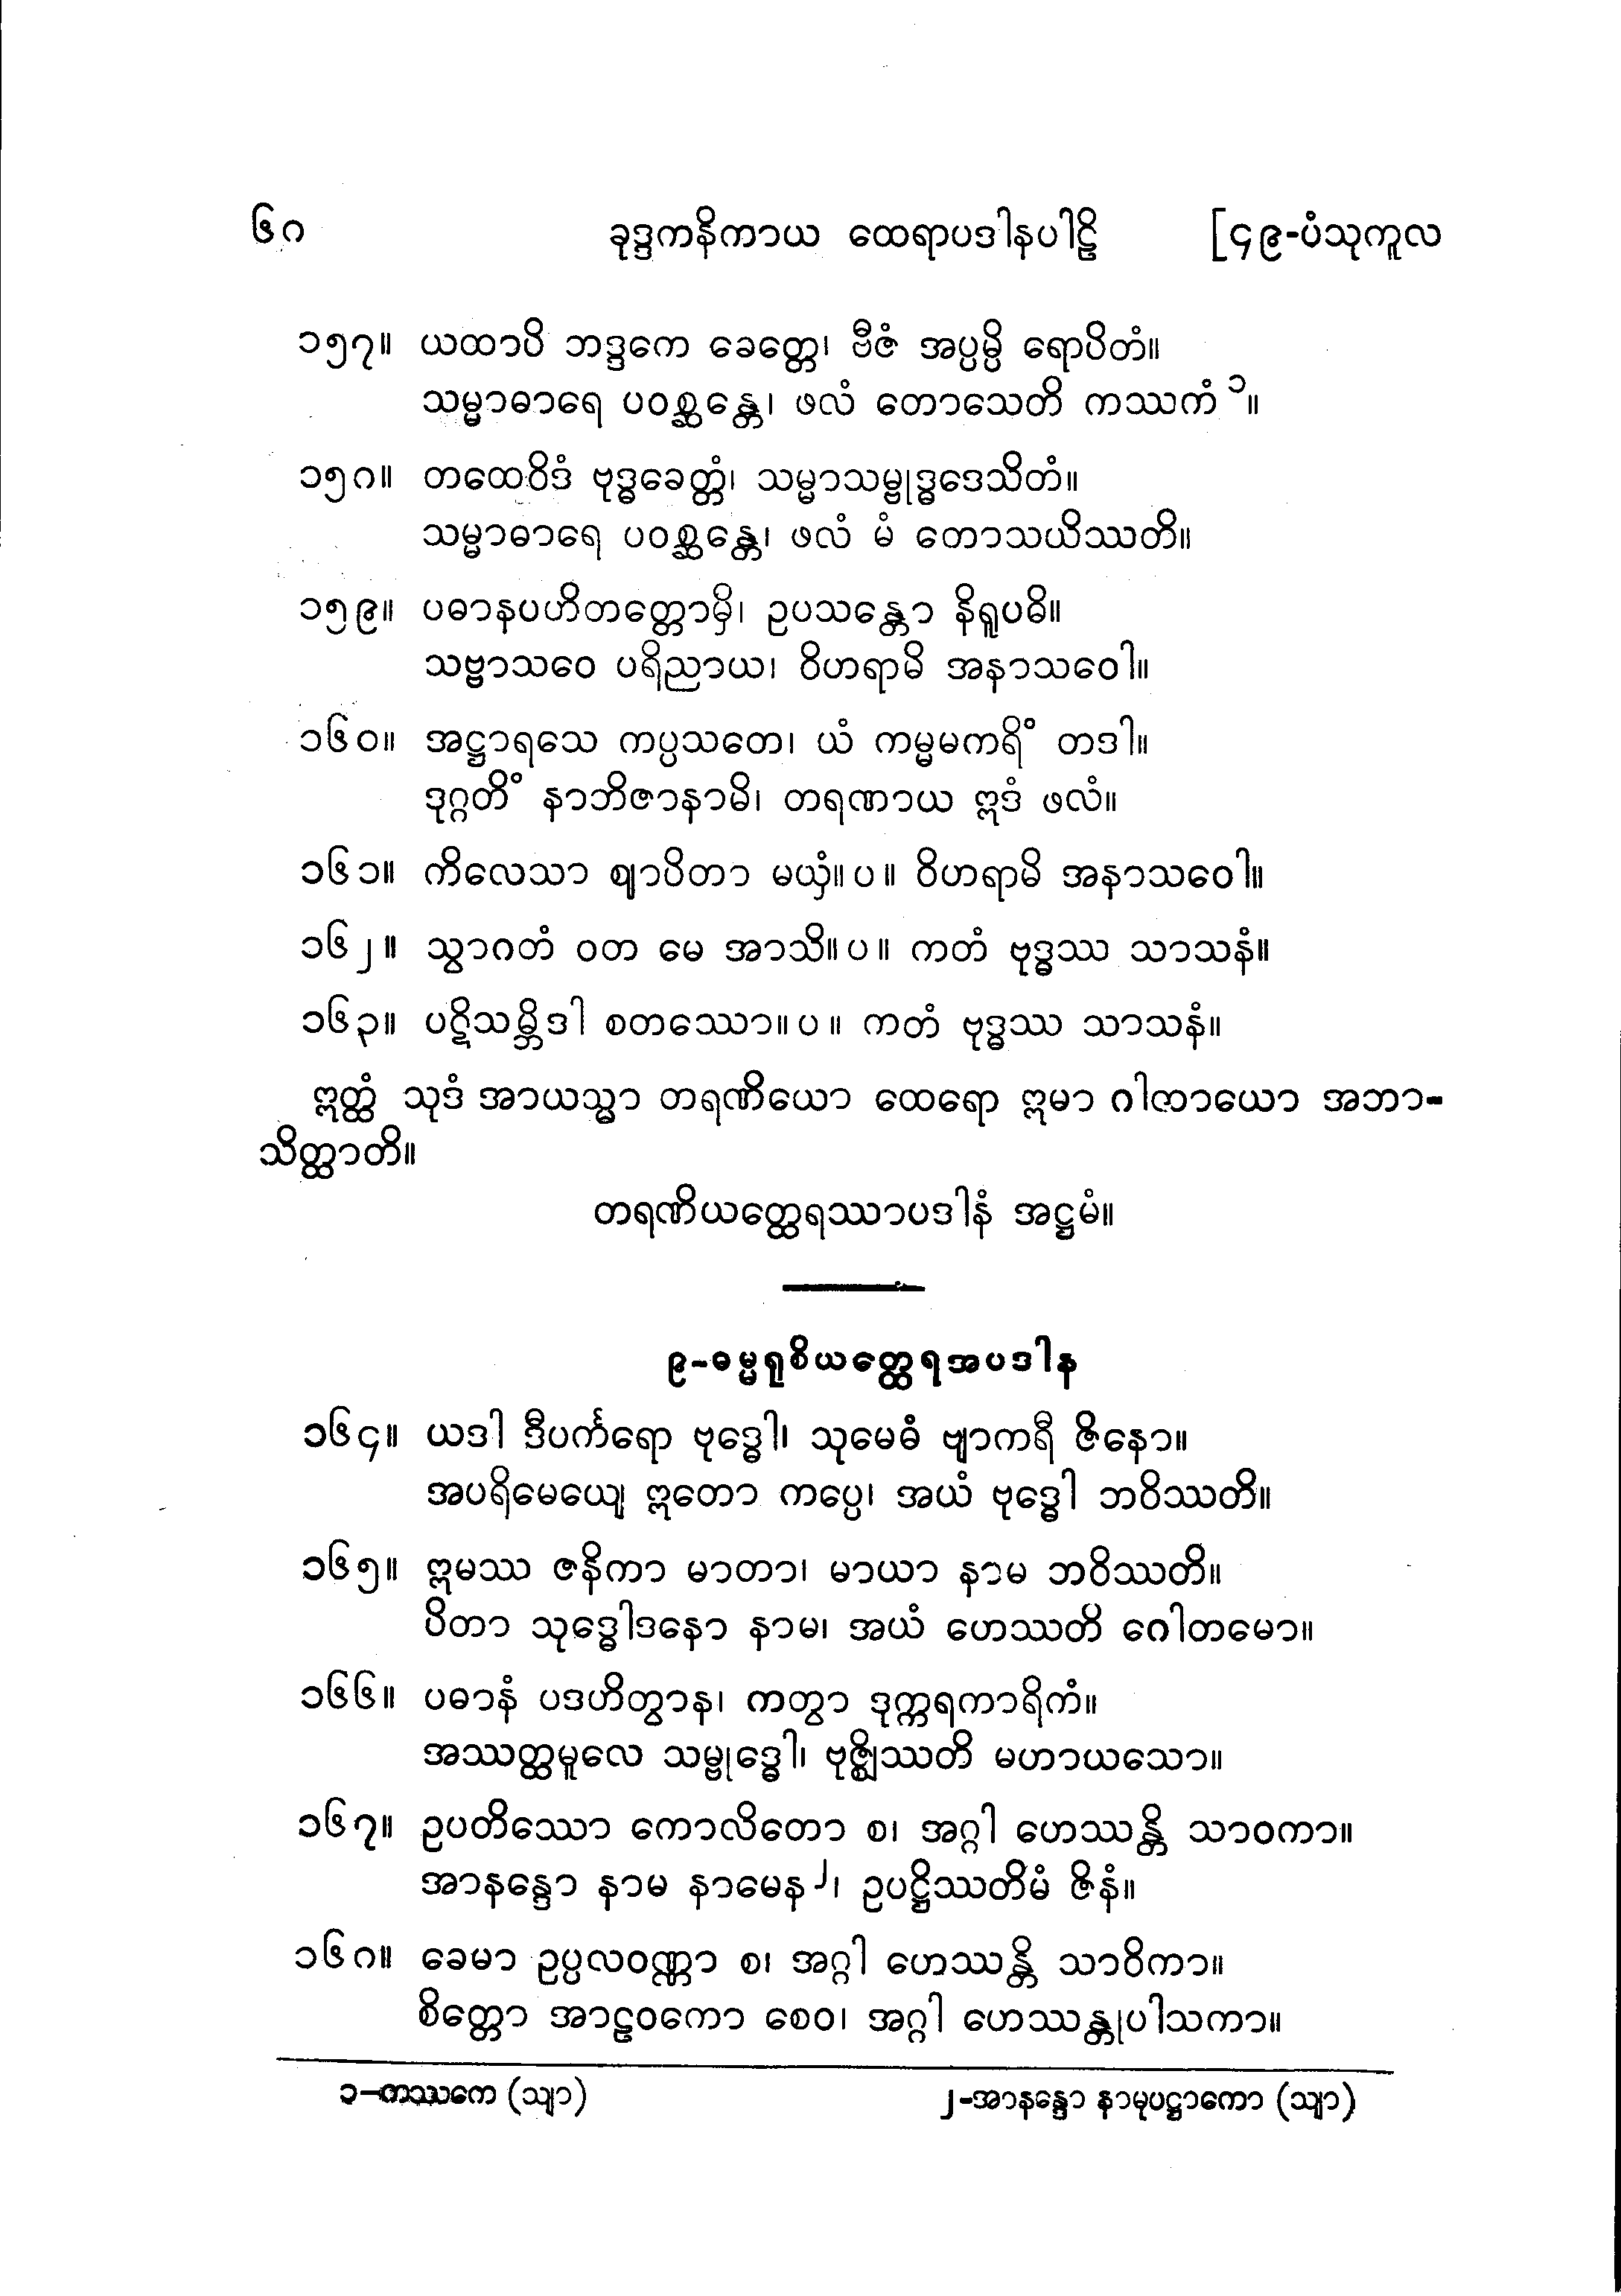 ၆၈ ခုဒ္ဒကနိကာယ ထေရာပဒါနပါဠိ [၄၉-ပံသုကူလ
၁၅၇။ ယထာပိ ဘဒ္ဒကေ ခေတ္တေ၊ ဗီဇံ အပ္ပမ္ပိ ရောပိတံ။
သမ္မာဓာရေ ပဝစ္ဆန္တေ၊ ဖလံ တောသေတိ ကဿကံ ၁။
၁၅၈။ တထေဝိဒံ ဗုဒ္ဓခေတ္တံ၊ သမ္မာသမ္ဗုဒ္ဓဒေသိတံ။
သမ္မာဓာရေ ပဝစ္ဆန္တေ၊ ဖလံ မံ တောသယိဿတိ။
၁၅၉။ ပဓာနပဟိတတ္တောမှိ၊ ဥပသန္တော နိရူပဓိ။
သဗ္ဗာသဝေ ပရိညာယ၊ ဝိဟရာမိ အနာသဝေါ။
၁၆၀။ အဋ္ဌာရသေ ကပ္ပသတေ၊ ယံ ကမ္မမကရိံ တဒါ။
ဒုဂ္ဂတိံ နာဘိဇာနာမိ၊ တရဏာယ ဣဒံ ဖလံ။
၁၆၁။ ကိလေသာ ဈာပိတာ မယှံ။ ပ။ ဝိဟရာမိ အနာသဝေါ။
၁၆၂။ သွာဂတံ ဝတ မေ အာသိ။ ပ။ ကတံ ဗုဒ္ဓဿ သာသနံ။
၁၆၃။ ပဋိသမ္ဘိဒါ စတဿော။ ပ။ ကတံ ဗုဒ္ဓဿ သာသနံ။
ဣတ္ထံ သုဒံ အာယသ္မာ တရဏိယော ထေရော ဣမာ ဂါထာယော အဘာ-
သိတ္ထာတိ။
တရဏိယတ္ထေရဿာပဒါနံ အဋ္ဌမံ။
၉-ဓမ္မရုစိယတ္ထေရအပဒါန
၁၆၄။ ယဒါ ဒီပင်္ကရော ဗုဒ္ဓေါ၊ သုမေဓံ ဗျာကရီ ဇိနော။
အပရိမေယျေ ဣတော ကပ္ပေ၊ အယံ ဗုဒ္ဓေါ ဘဝိဿတိ။
၁၆၅။ ဣမဿ ဇနိကာ မာတာ၊ မာယာ နာမ ဘဝိဿတိ။
ပိတာ သုဒ္ဓေါဒနော နာမ၊ အယံ ဟေဿတိ ဂေါတမော။
၁၆၆။ ပဓာနံ ပဒဟိတွာန၊ ကတွာ ဒုက္ကရကာရိကံ။
အဿတ္ထမူလေ သမ္ဗုဒ္ဓေါ၊ ဗုဇ္ဈိဿတိ မဟာယသော။
၁၆၇။ ဥပတိဿော ကောလိတော စ၊ အဂ္ဂါ ဟေဿန္တိ သာဝကာ။
အာနန္ဒော နာမ နာမေန ၂၊ ဥပဋ္ဌိဿတိမံ ဇိနံ။
၁၆၈။ ခေမာ ဥပ္ပလဝဏ္ဏာ စ၊ အဂ္ဂါ ဟေဿန္တိ သာဝိကာ။
စိတ္တော အာဠဝကော စေဝ၊ အဂ္ဂါ ဟေဿန္တုပါသကာ။
၁-ကဿကေ (သျာ) ၂-အာနန္ဒော နာမုပဋ္ဌာကော (သျာ)